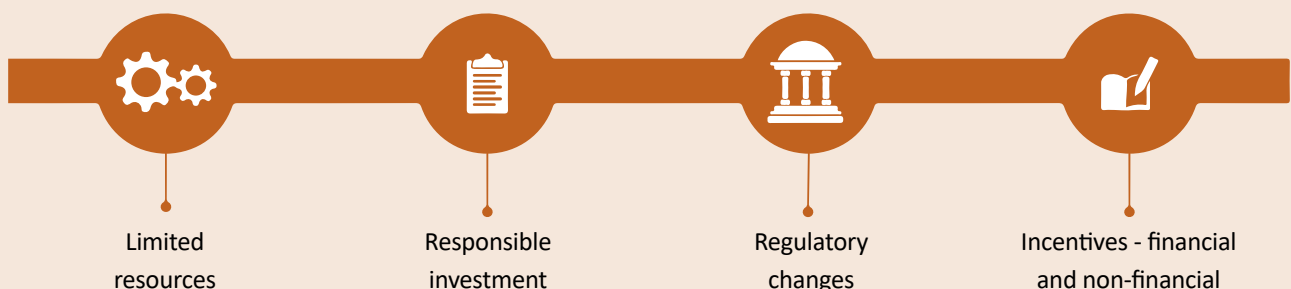 Limited
resources
Responsible
investment
Regulatory
changes
Incentives - financial
and non-financial